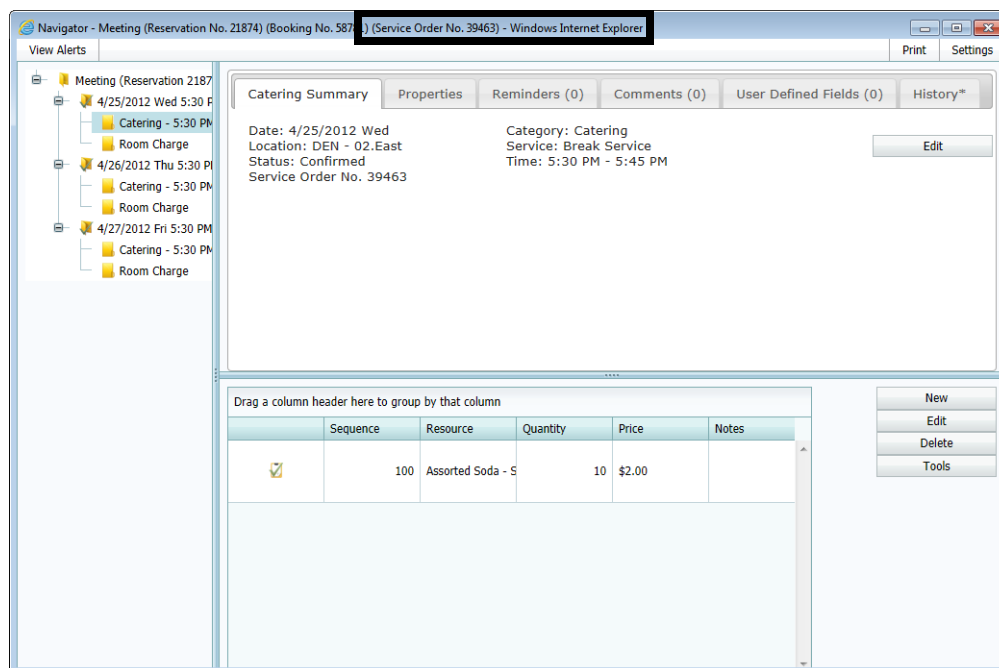 Navigator - Meeting (Reservation No. 21874) (Booking No. 5878 ) (Service Order No. 39463) - Windows Internet Explorer
View Alerts
Print
Settings
Meeting (Reservation 2187
4/25/2012 Wed 5:30 P
Catering - 5:30 PM
Room Charge
4/26/2012 Thu 5:30 P
Catering - 5:30 PM
Room Charge
4/27/2012 Fri 5:30 PM
Catering - 5:30 PM
Room Charge
Catering Summary
Properties
Reminders (0)
Comments (0)
User Defined Fields (0)
History*
Date: 4/25/2012 Wed
Location: DEN - 02.East
Status: Confirmed
Service Order No. 39463
Category: Catering
Service: Break Service
Time: 5:30 PM - 5:45 PM
Edit
Drag a column header here to group by that column
Sequence Resource Quantity Price Notes
100 Assorted Soda - S 10 $2.00
New
Edit
Delete
Tools